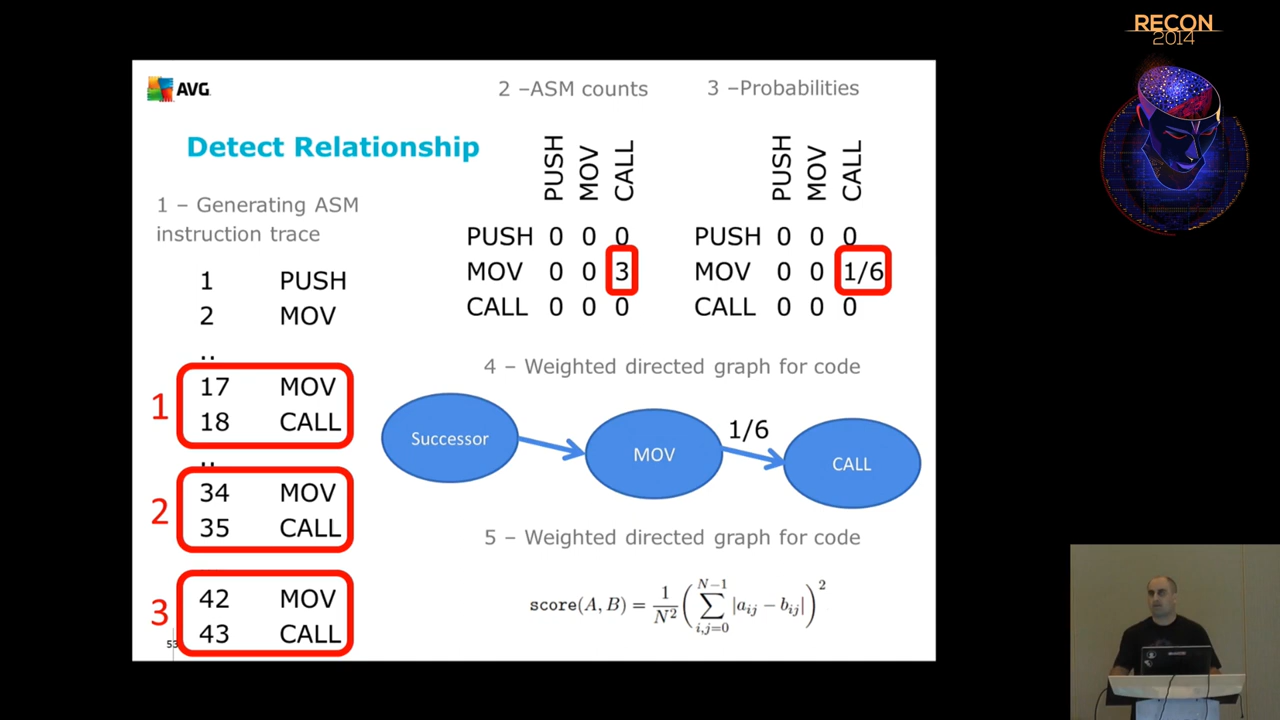 RECON
2014
AVG
2 –ASM counts
3 –Probabilities
Detect Relationship
1 – Generating ASM
instruction trace
1 PUSH
2 MOV
..
17 MOV
18 CALL
..
34 MOV
35 CALL
42 MOV
43 CALL
1
2
3
53
PUSH MOV CALL
PUSH 0 0 0
MOV 0 0 3
CALL 0 0 0
PUSH MOV CALL
PUSH 0 0 0
MOV 0 0 1/6
CALL 0 0 0
4 – Weighted directed graph for code
Successor
MOV
1/6
CALL
5 – Weighted directed graph for code
score(A, B) = 1/N² ( ∑ i,j=0 N−1 |aij − bij| )²